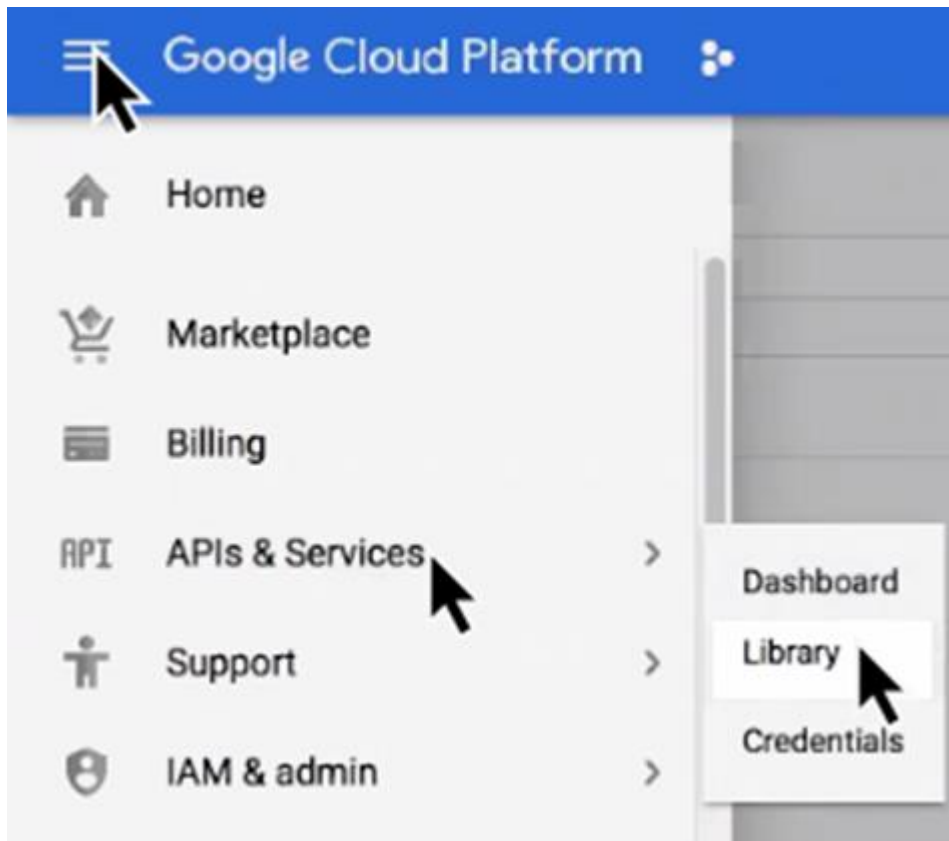 Google Cloud Platform
Home
Marketplace
Billing
API APIs & Services
Dashboard
Library
Support
Credentials
IAM & admin